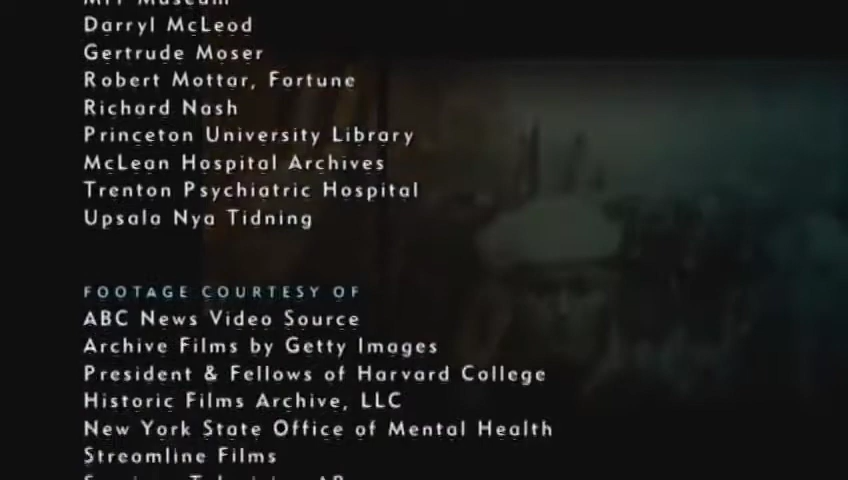 MIT Museum
Darryl McLeod
Gertrude Moser
Robert Mottar, Fortune
Richard Nash
Princeton University Library
McLean Hospital Archives
Trenton Psychiatric Hospital
Upsala Nya Tidning
FOOTAGE COURTESY OF
ABC News Video Source
Archive Films by Getty Images
President & Fellows of Harvard College
Historic Films Archive, LLC
New York State Office of Mental Health
Streamline Films